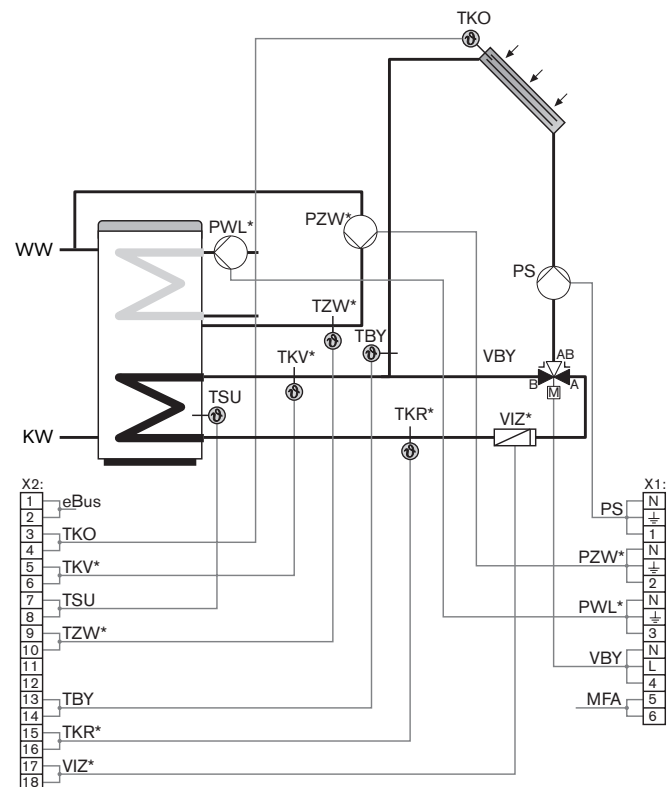 TKO
PWL*
PZW*
WW
PS
TZW*
TBY
AB
TKV*
VBY
B
A
M
TSU
TKR*
VIZ*
KW
ϑ
ϑ
ϑ
ϑ
ϑ
ϑ
X2:
1
2
eBus
3
4
TKO
5
6
TKV*
7
8
TSU
9
10
TZW*
11
12
13
14
TBY
15
16
TKR*
17
18
VIZ*
X1:
PS
N
1
PZW*
N
2
PWL*
N
3
VBY
N
L
4
MFA
5
6